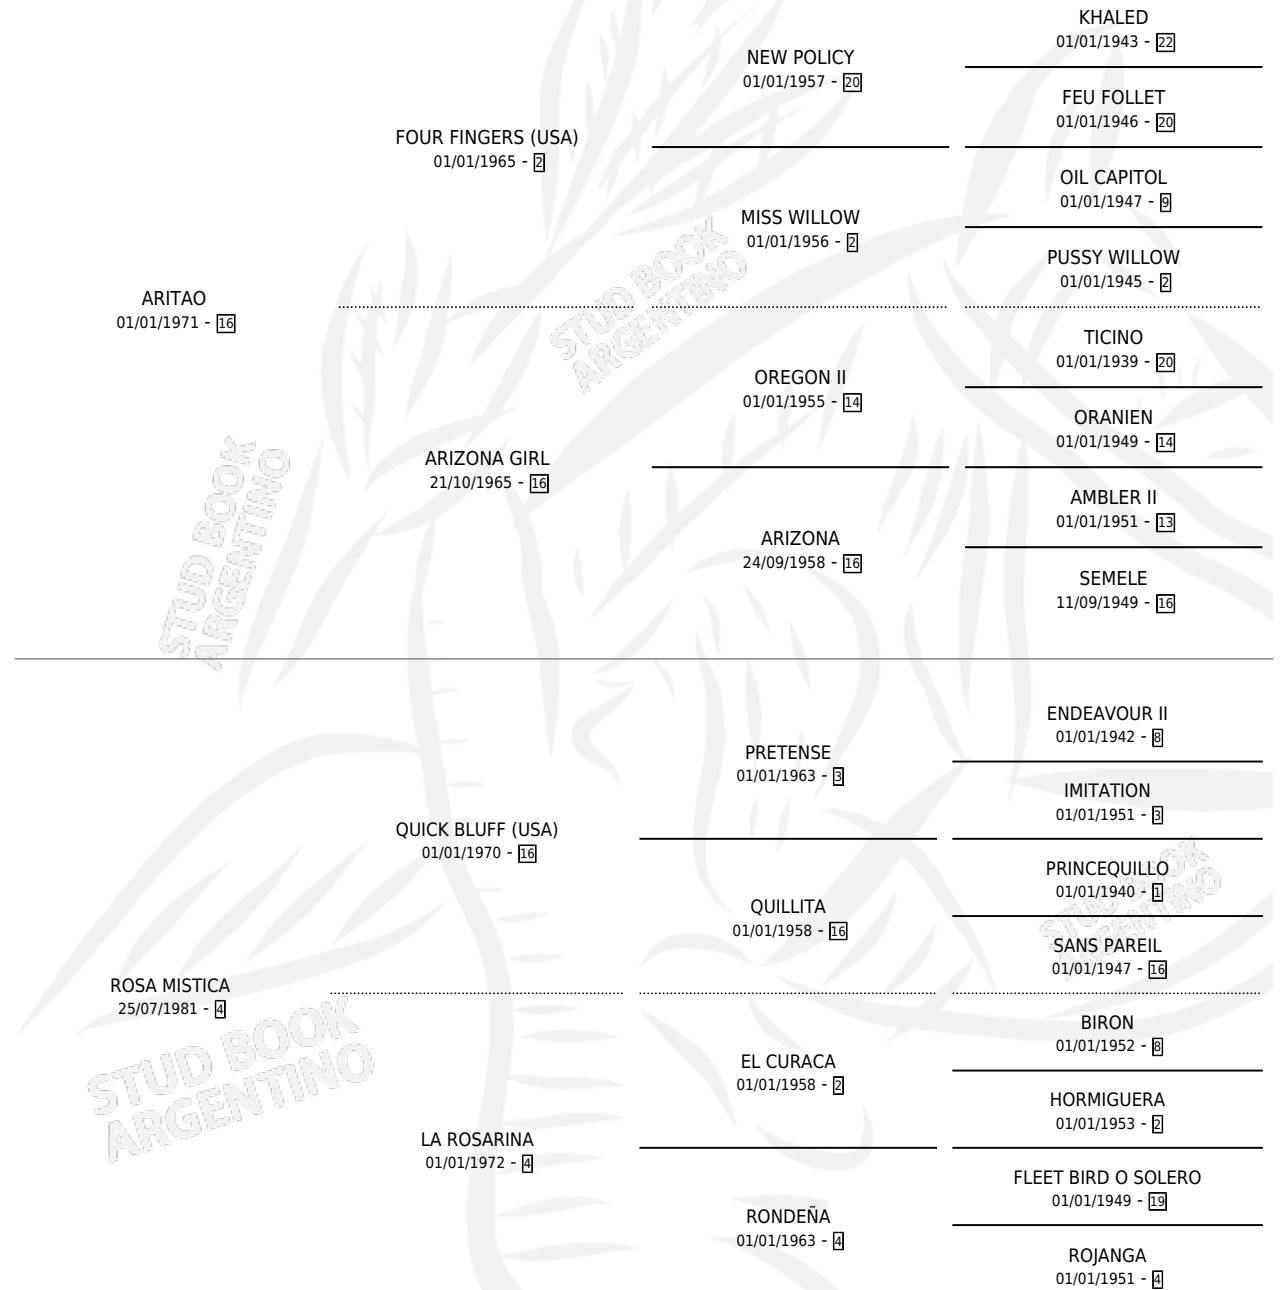 KHALED
01/01/1943 - 22
NEW POLICY
01/01/1957 - 20
FEU FOLLET
01/01/1946 - 20
FOUR FINGERS (USA)
01/01/1965 - 2
OIL CAPITOL
01/01/1947 - 9
MISS WILLOW
01/01/1956 - 2
PUSSY WILLOW
01/01/1945 - 2
ARITAO
01/01/1971 - 16
STUD BOOK
ARGENTINO
TICINO
01/01/1939 - 20
OREGON II
01/01/1955 - 14
ORANIEN
01/01/1949 - 14
ARIZONA GIRL
21/10/1965 - 16
AMBLER II
01/01/1951 - 13
ARIZONA
24/09/1958 - 16
SEMELE
11/09/1949 - 16
STUD BOOK
ARGENTINO
ENDEAVOUR II
01/01/1942 - 8
PRETENSE
01/01/1963 - 3
IMITATION
01/01/1951 - 3
QUICK BLUFF (USA)
01/01/1970 - 16
PRINCEQUILLO
01/01/1940 - 1
QUILLITA
01/01/1958 - 16
STUD BOOK
ARGENTINO
SANS PAREIL
01/01/1947 - 16
ROSA MISTICA
25/07/1981 - 4
BIRON
01/01/1952 - 8
STUD BOOK
ARGENTINO
EL CURACA
01/01/1958 - 2
HORMIGUERA
01/01/1953 - 2
LA ROSARINA
01/01/1972 - 4
FLEET BIRD O SOLERO
01/01/1949 - 19
RONDEÑA
01/01/1963 - 4
ROJANGA
01/01/1951 - 4